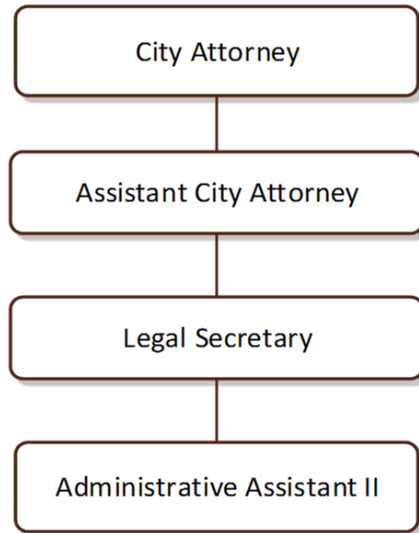 City Attorney
Assistant City Attorney
Legal Secretary
Administrative Assistant II